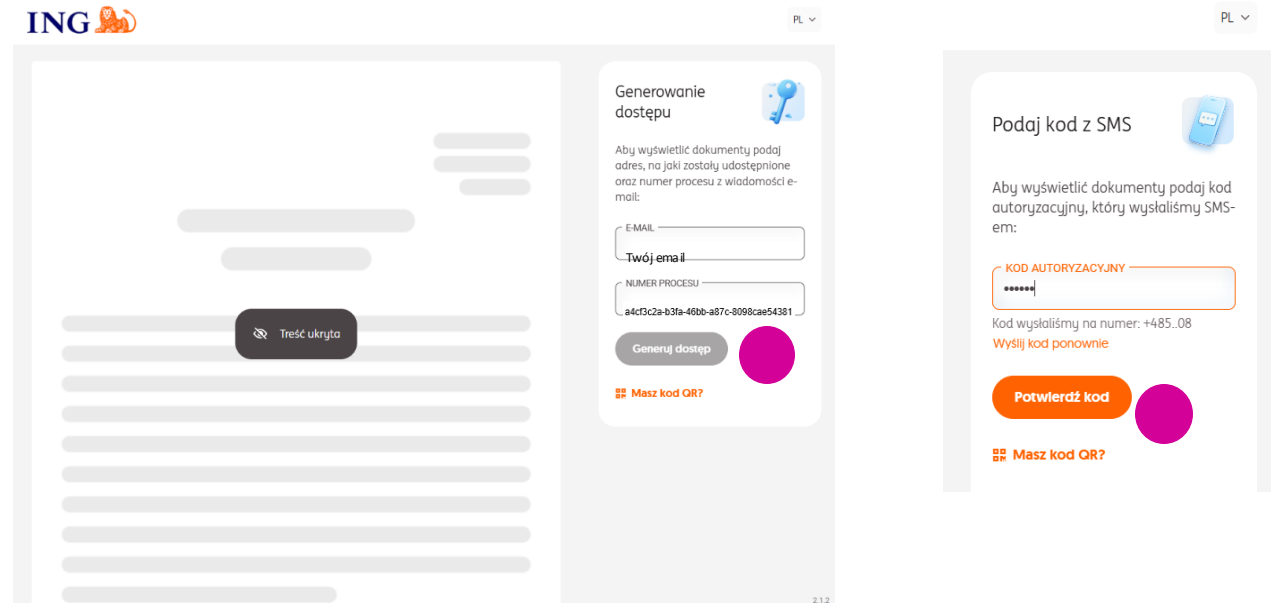 ING
PL
Generowanie
dostępu
Aby wyświetlić dokumenty podaj
adres, na jaki zostały udostępnione
oraz numer procesu z wiadomości e-
mail:
E-MAIL
Twój email
NUMER PROCESU
a4cf3c2a-b3fa-46bb-a87c-8098cae54381
Generuj dostęp
Masz kod QR?
Treść ukryta
2.1.2
PL
Podaj kod z SMS
Aby wyświetlić dokumenty podaj kod
autoryzacyjny, który wysłaliśmy SMS-
em:
KOD AUTORYZACYJNY
••••••
Kod wysłaliśmy na numer: +485..08
Wyślij kod ponownie
Potwierdź kod
Masz kod QR?